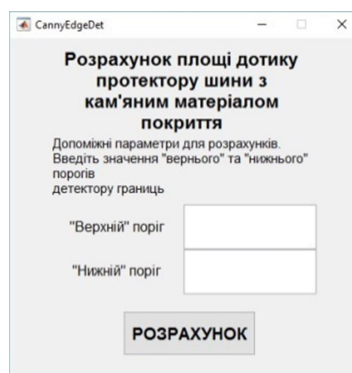 CannyEdgeDet
Розрахунок площі дотику
протектору шини з
кам'яним матеріалом
покриття
Допоміжні параметри для розрахунків.
Введіть значення "вернього" та "нижнього"
порогів
детектору границь
"Верхній" поріг
"Нижній" поріг
РОЗРАХУНОК